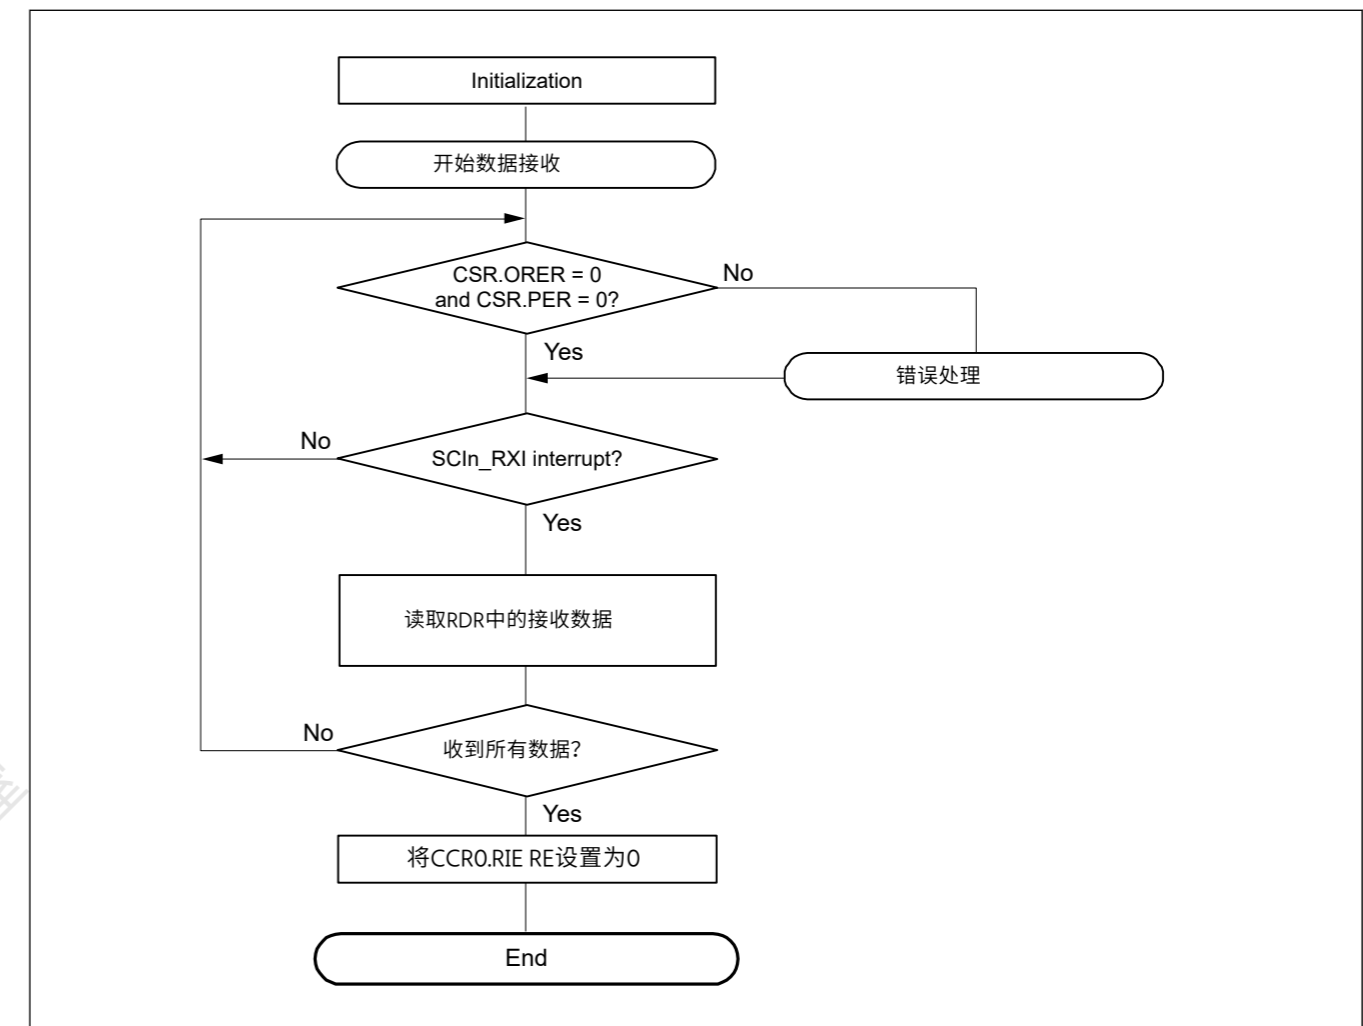 Initialization
开始数据接收
CSR.ORER = 0
and CSR.PER = 0?
No
Yes
错误处理
No
SCIn_RXI interrupt?
Yes
读取RDR中的接收数据
No
收到所有数据?
Yes
将CCR0.RIE RE设置为0
End